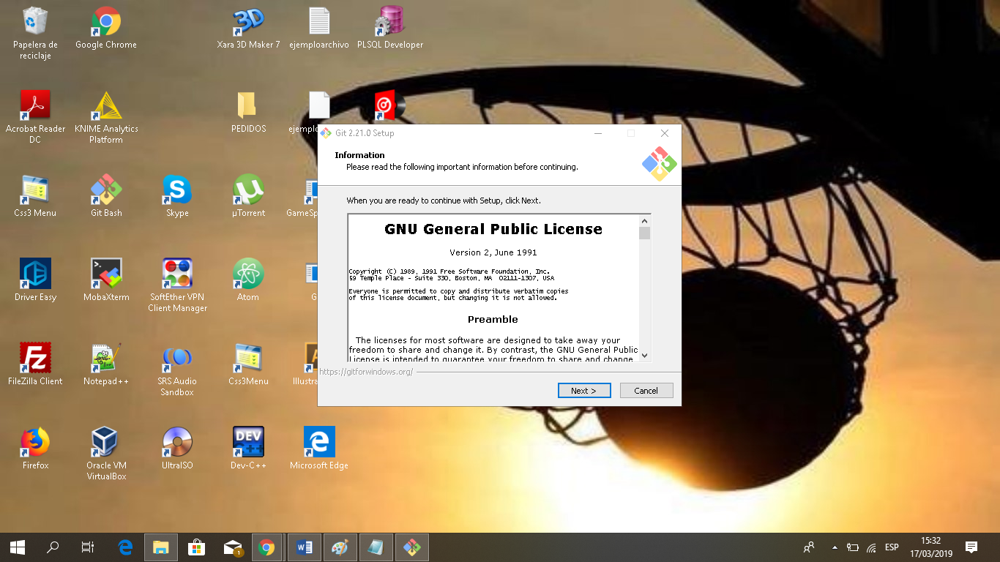 Papelera de
reciclaje
Google Chrome
Xara 3D Maker 7
ejemploarchivo
PLSQL Developer
Acrobat Reader
DC
KNIME Analytics
Platform
PEDIDOS
Css3 Menu
Git Bash
Skype
µTorrent
Driver Easy
MobaXterm
SoftEther VPN
Client Manager
Atom
FileZilla Client
Notepad++
SRS Audio
Sandbox
Css3Menu
Firefox
Oracle VM
VirtualBox
UltraISO
DEV
C++
Dev-C++
Microsoft Edge
Git 2.21.0 Setup
Information
Please read the following important information before continuing.
When you are ready to continue with Setup, click Next.
GNU General Public License
Version 2, June 1991
Copyright (C) 1989, 1991 Free Software Foundation, Inc.
59 Temple Place - Suite 330, Boston, MA  02111-1307, USA
Everyone is permitted to copy and distribute verbatim copies
of this license document, but changing it is not allowed.
Preamble
The licenses for most software are designed to take away your
freedom to share and change it. By contrast, the GNU General Public
License is intended to guarantee your freedom to share and change
https://gitforwindows.org/
Next >
Cancel
ESP
15:32
17/03/2019